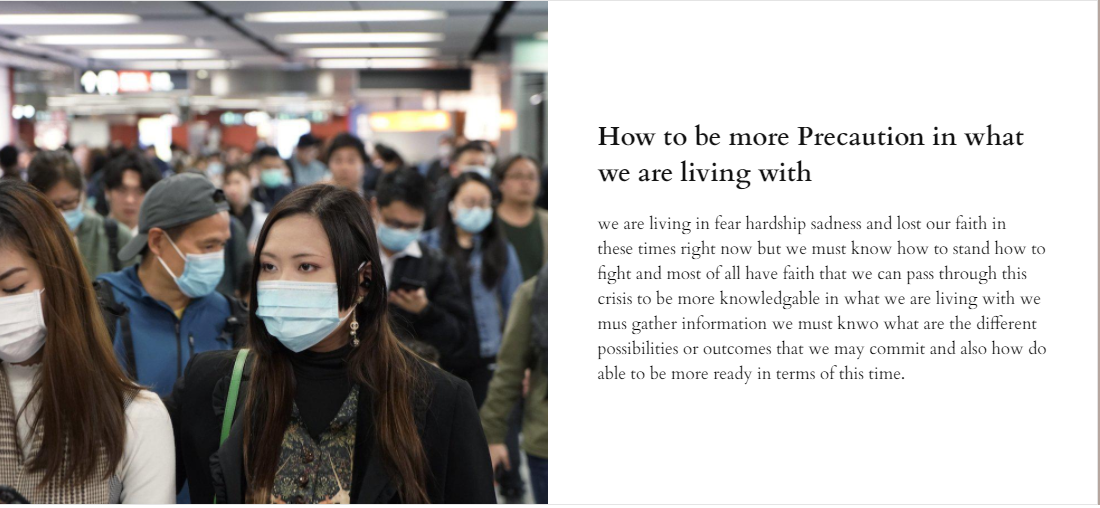 How to be more Precaution in what
we are living with
we are living in fear hardship sadness and lost our faith in
these times right now but we must know how to stand how to
fight and most of all have faith that we can pass through this
crisis to be more knowledgable in what we are living with we
mus gather information we must knwo what are the different
possibilities or outcomes that we may commit and also how do
able to be more ready in terms of this time.